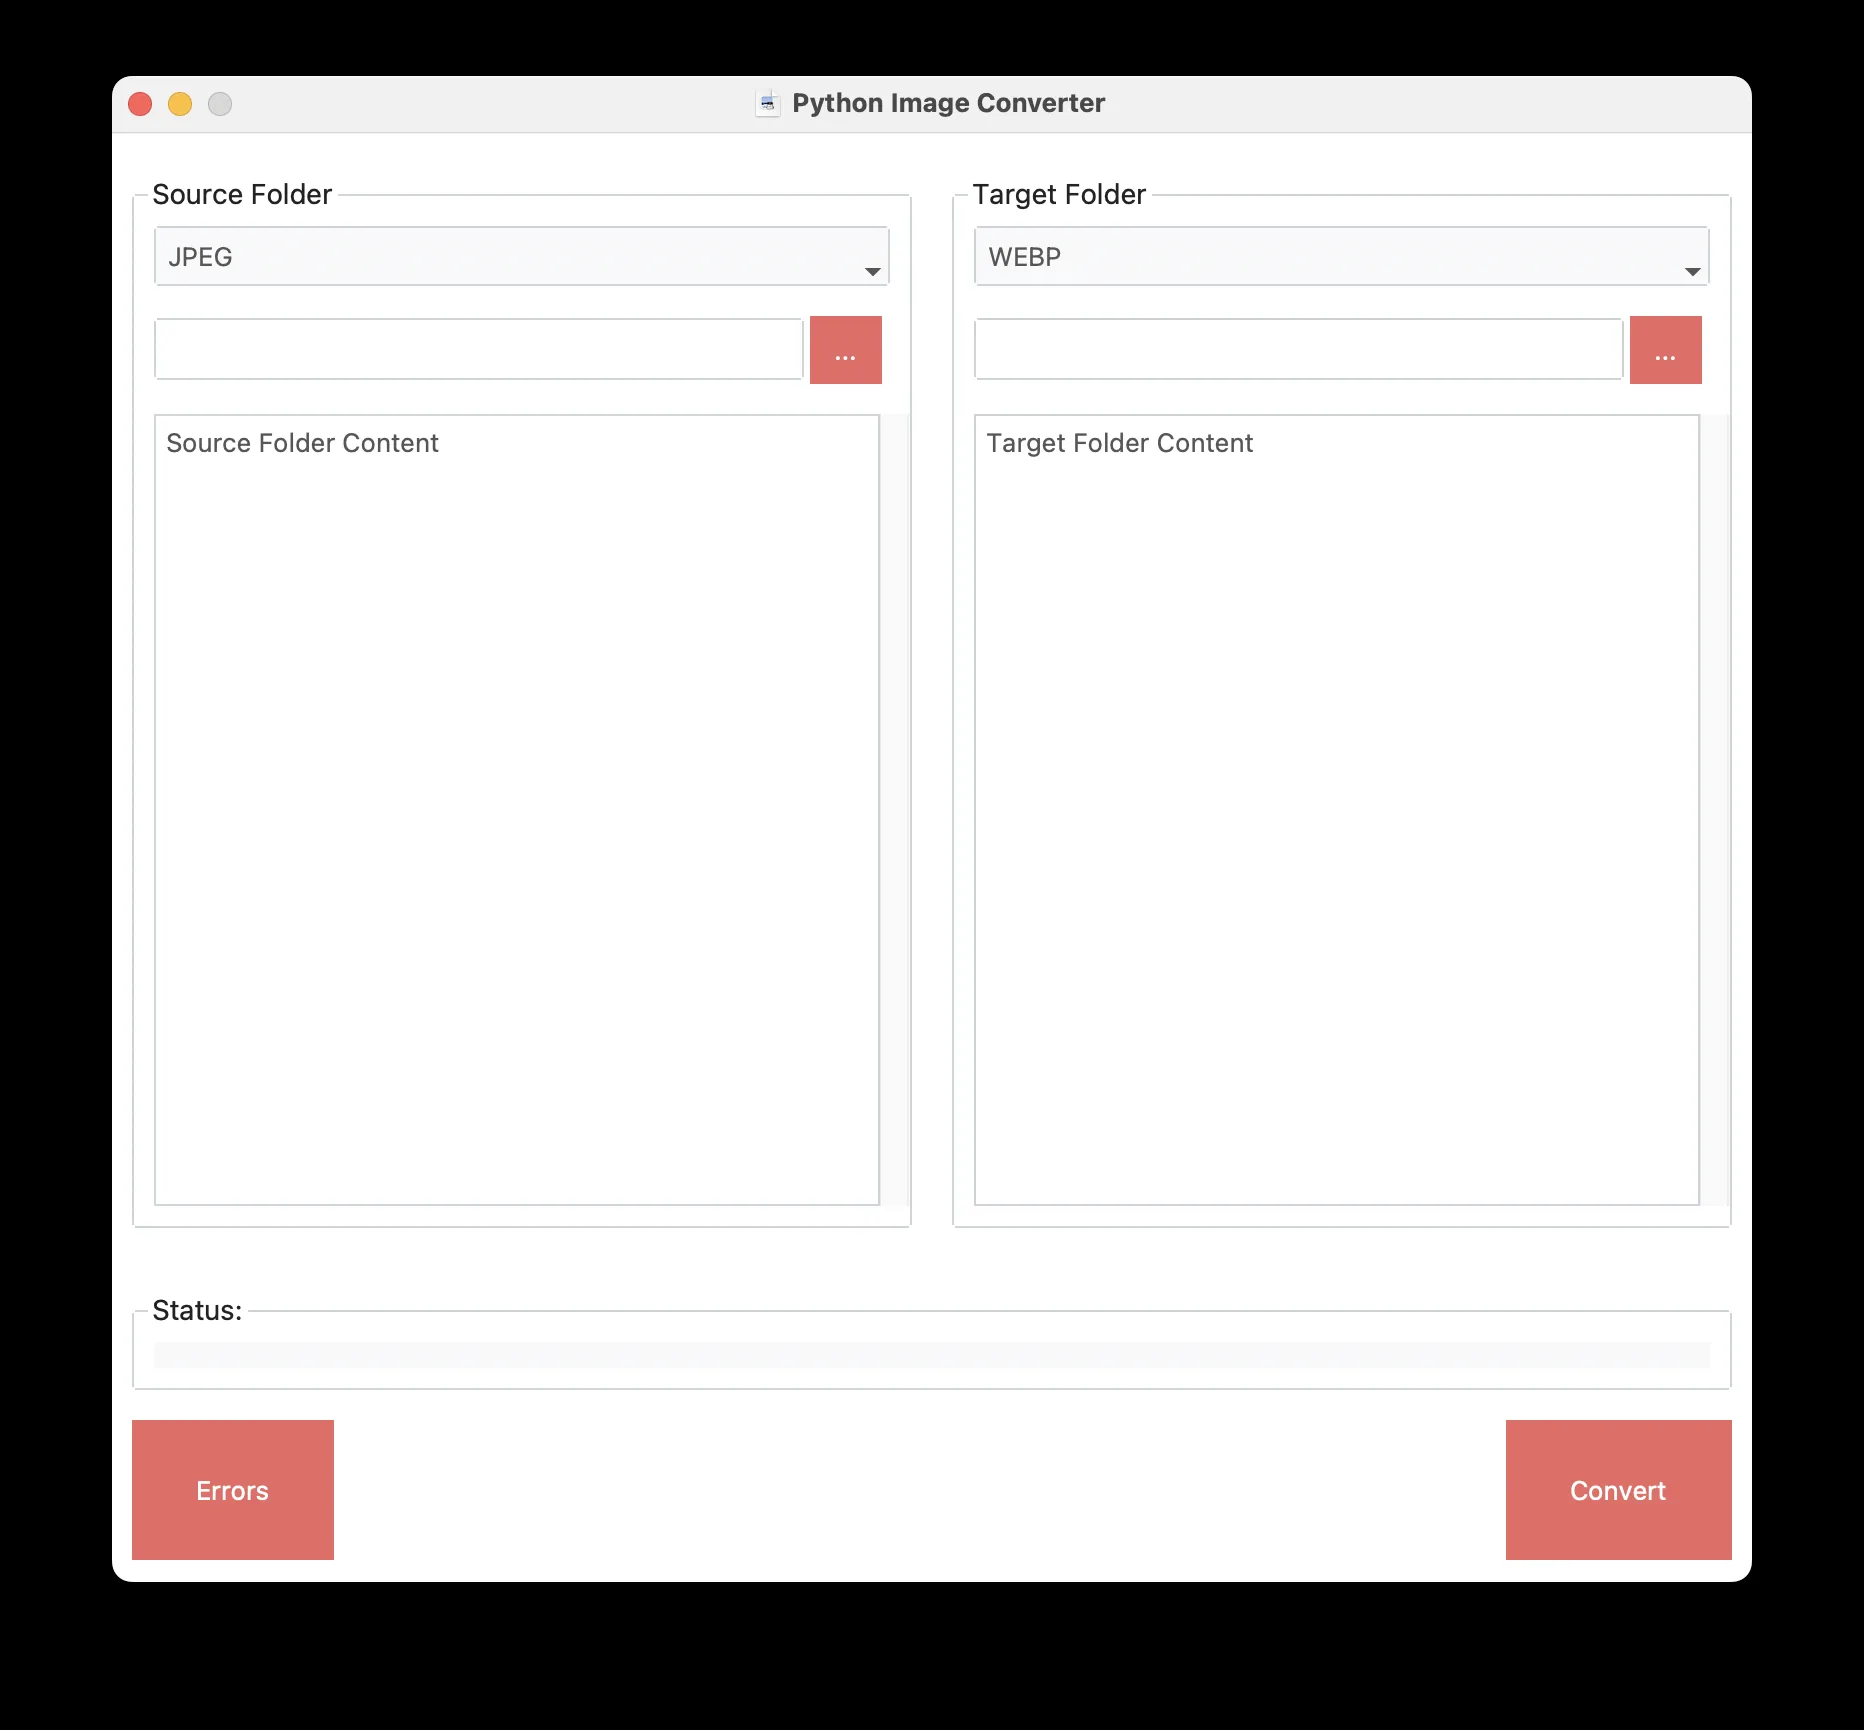 Python Image Converter
Source Folder
JPEG
...
Source Folder Content
Target Folder
WEBP
...
Target Folder Content
Status:
Errors
Convert